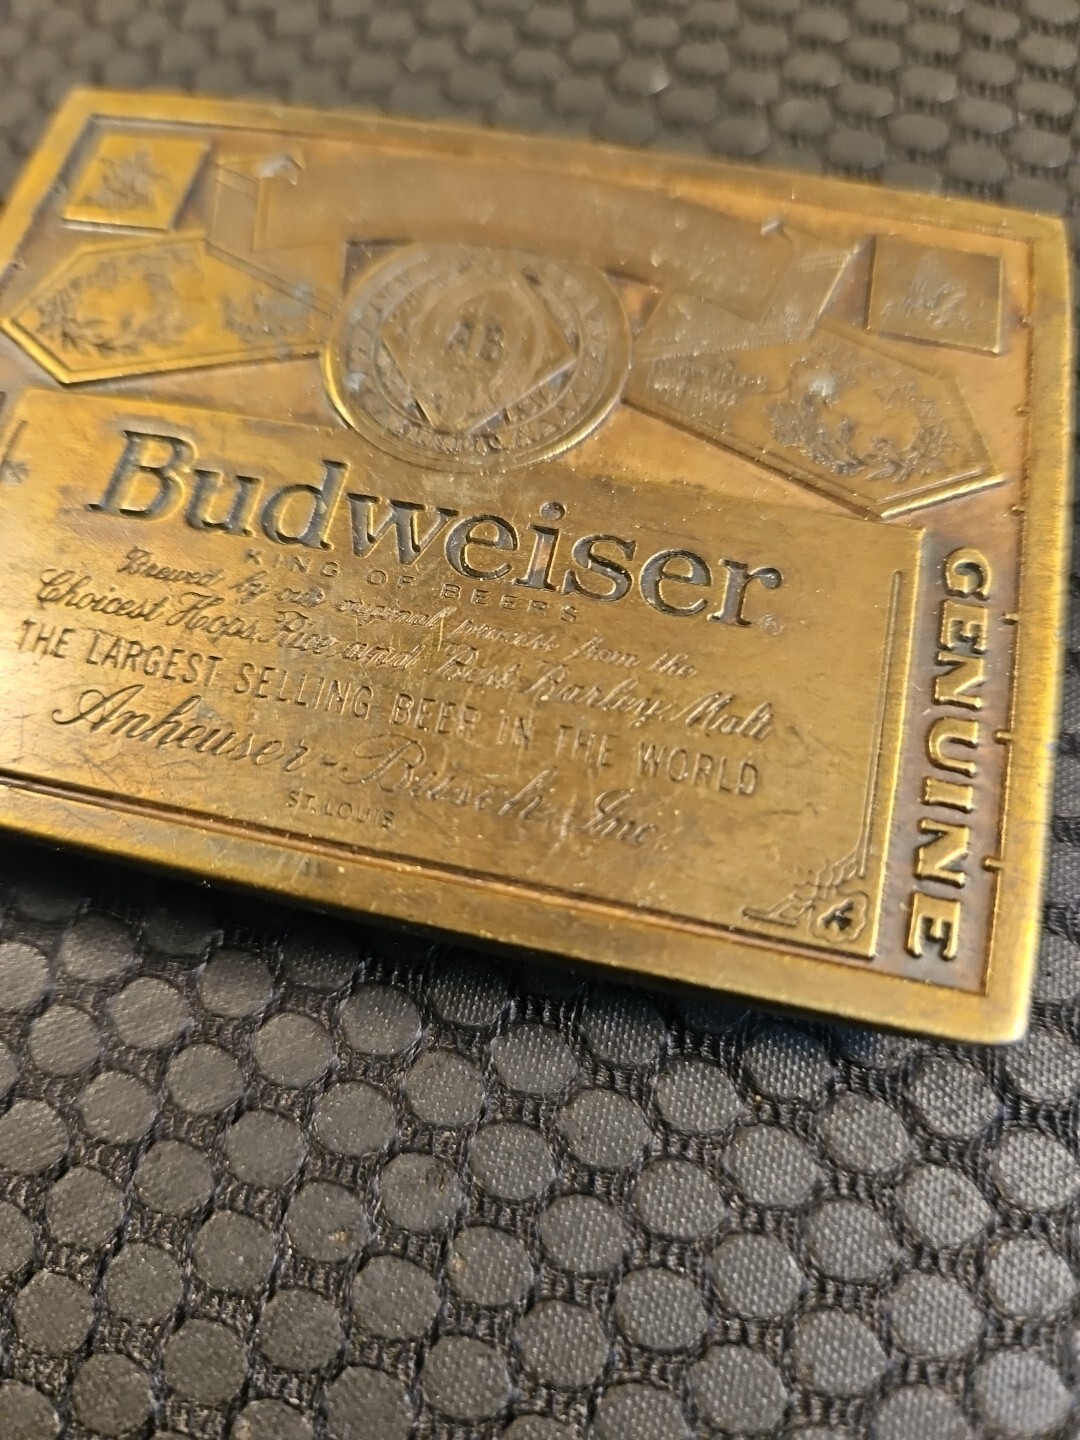 AB
Budweiser®
KING OF BEERS
Brewed by our original process from the
Choicest Hops, Rice and Best Barley Malt
THE LARGEST SELLING BEER IN THE WORLD
Anheuser-Busch, Inc.
ST. LOUIS
GENUINE